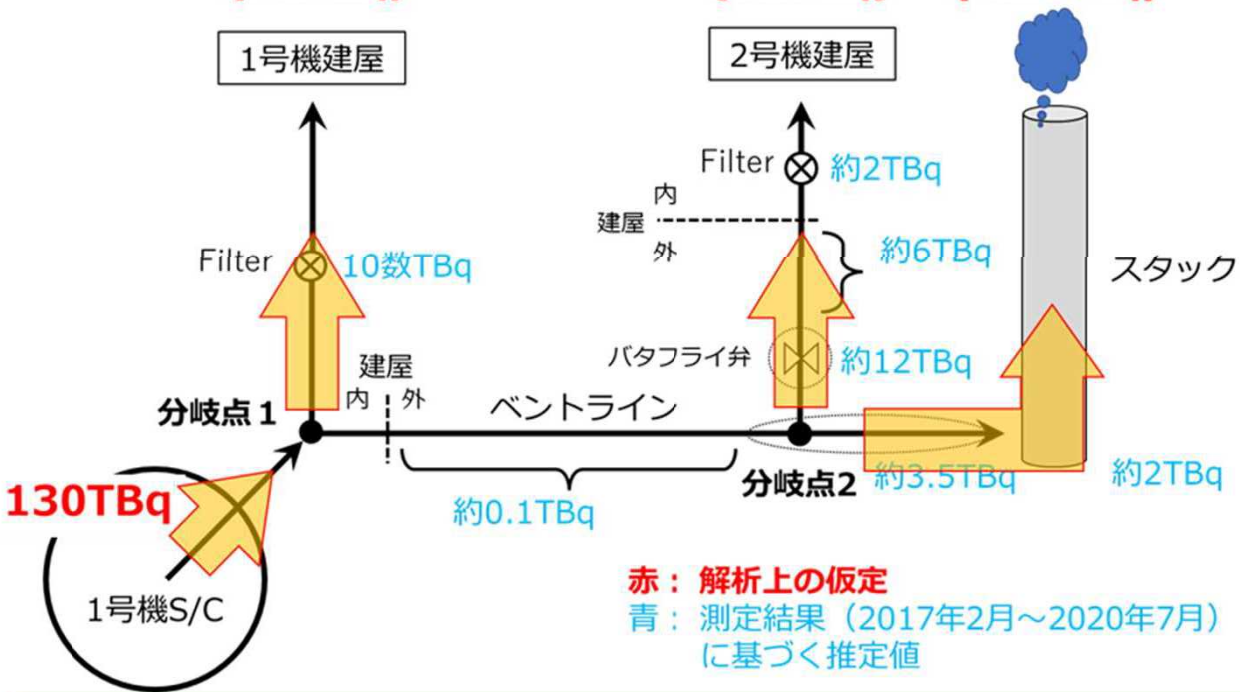 1号機建屋
2号機建屋
Filter
約2TBq
内
建屋
外
約6TBq
Filter
10数TBq
スタック
バタフライ弁
約12TBq
建屋
内
外
分岐点1
ベントライン
分岐点2
約3.5TBq
約2TBq
130TBq
約0.1TBq
1号機S/C
赤： 解析上の仮定
青： 測定結果（2017年2月～2020年7月）
に基づく推定値